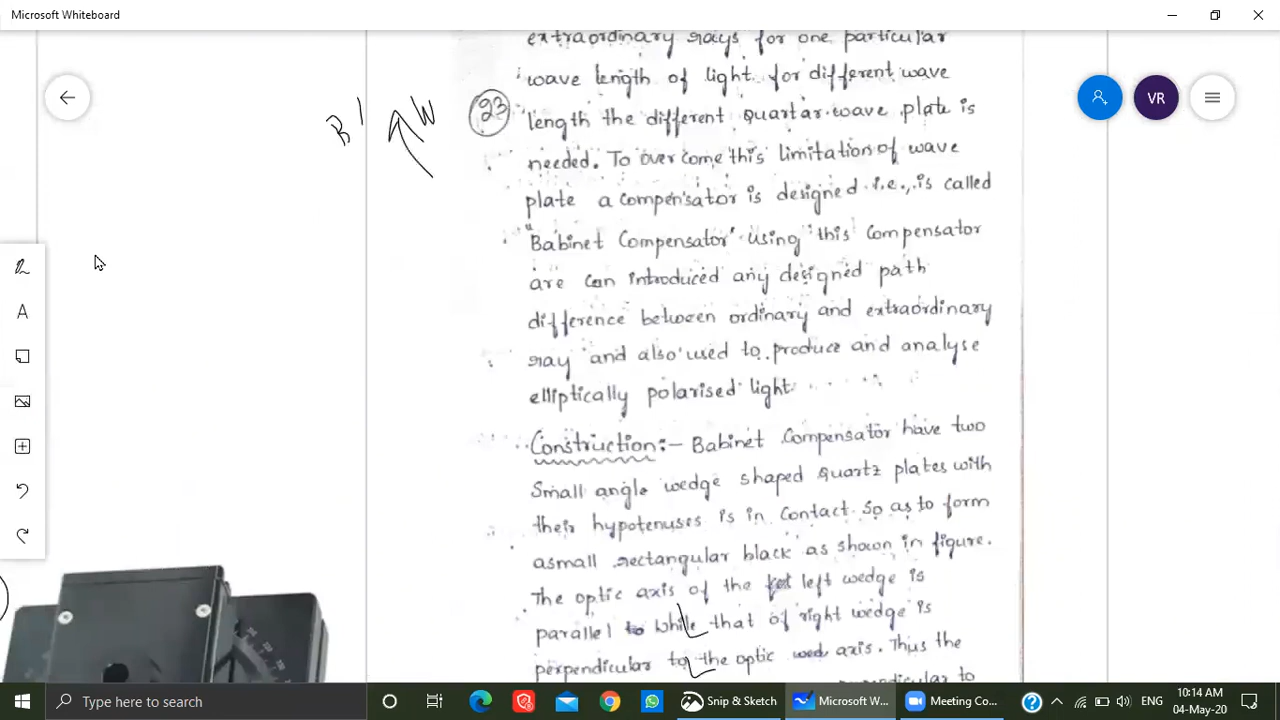 Microsoft Whiteboard
extraordinary rays for one particular
wave length of light for different wave
23
length the different quartar wave plate is
needed. To over come this limitation of wave
plate a compensator is designed i.e., is called
"Babinet Compensator" using this compensator
are can introduced any designed path
difference between ordinary and extraordinary
ray and also used to produce and analyse
elliptically polarised light
Construction:- Babinet Compensator have two
Small angle wedge shaped quartz plates with
their hypotenuses is in contact so as to form
asmall rectangular black as shown in figure.
The optic axis of the left wedge is
parallel to while that of right wedge is
perpendicular to the optic axis. Thus the
VR
A
Type here to search
Snip & Sketch
Microsoft W...
Meeting Co...
ENG
10:14 AM
04-May-20